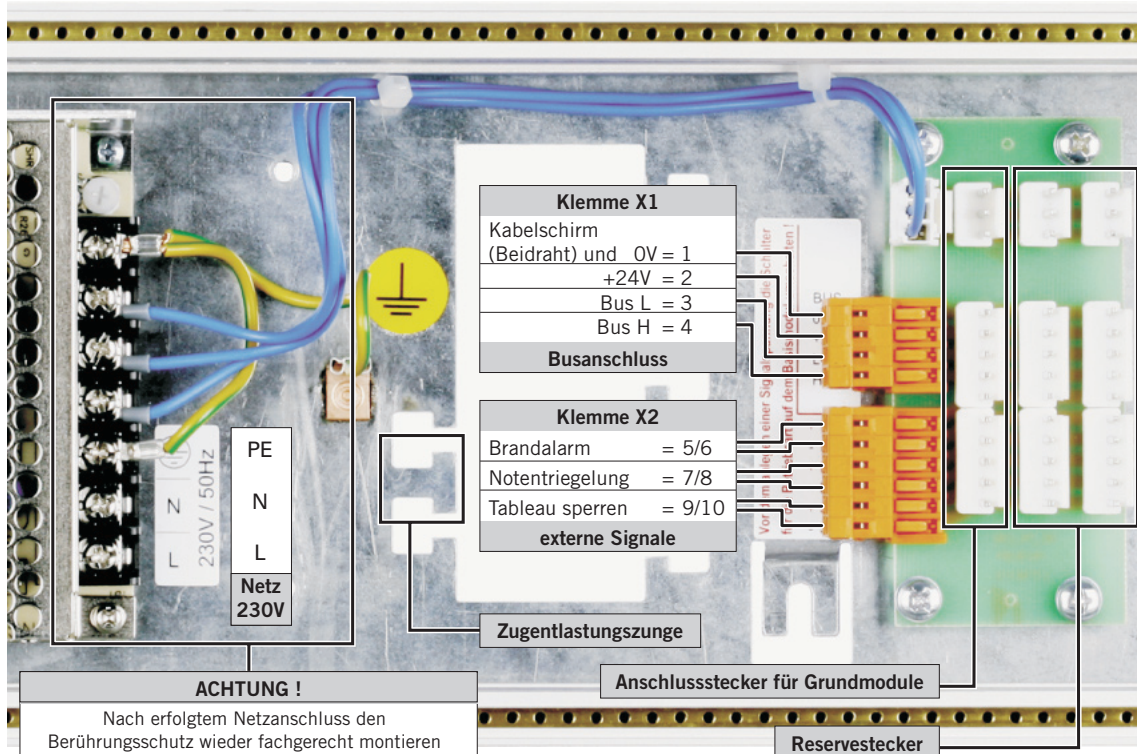 Klemme X1
Kabelschirm
(Beidraht) und 0V = 1
+24V = 2
Bus L = 3
Bus H = 4
Busanschluss
Klemme X2
Brandalarm = 5/6
Notentriegelung = 7/8
Tableau sperren = 9/10
externe Signale
PE
N
L
Netz
230V
N
L
230V / 50Hz
Zugentlastungszunge
Anschlussstecker für Grundmodule
Reservestecker
ACHTUNG !
Nach erfolgtem Netzanschluss den
Berührungsschutz wieder fachgerecht montieren